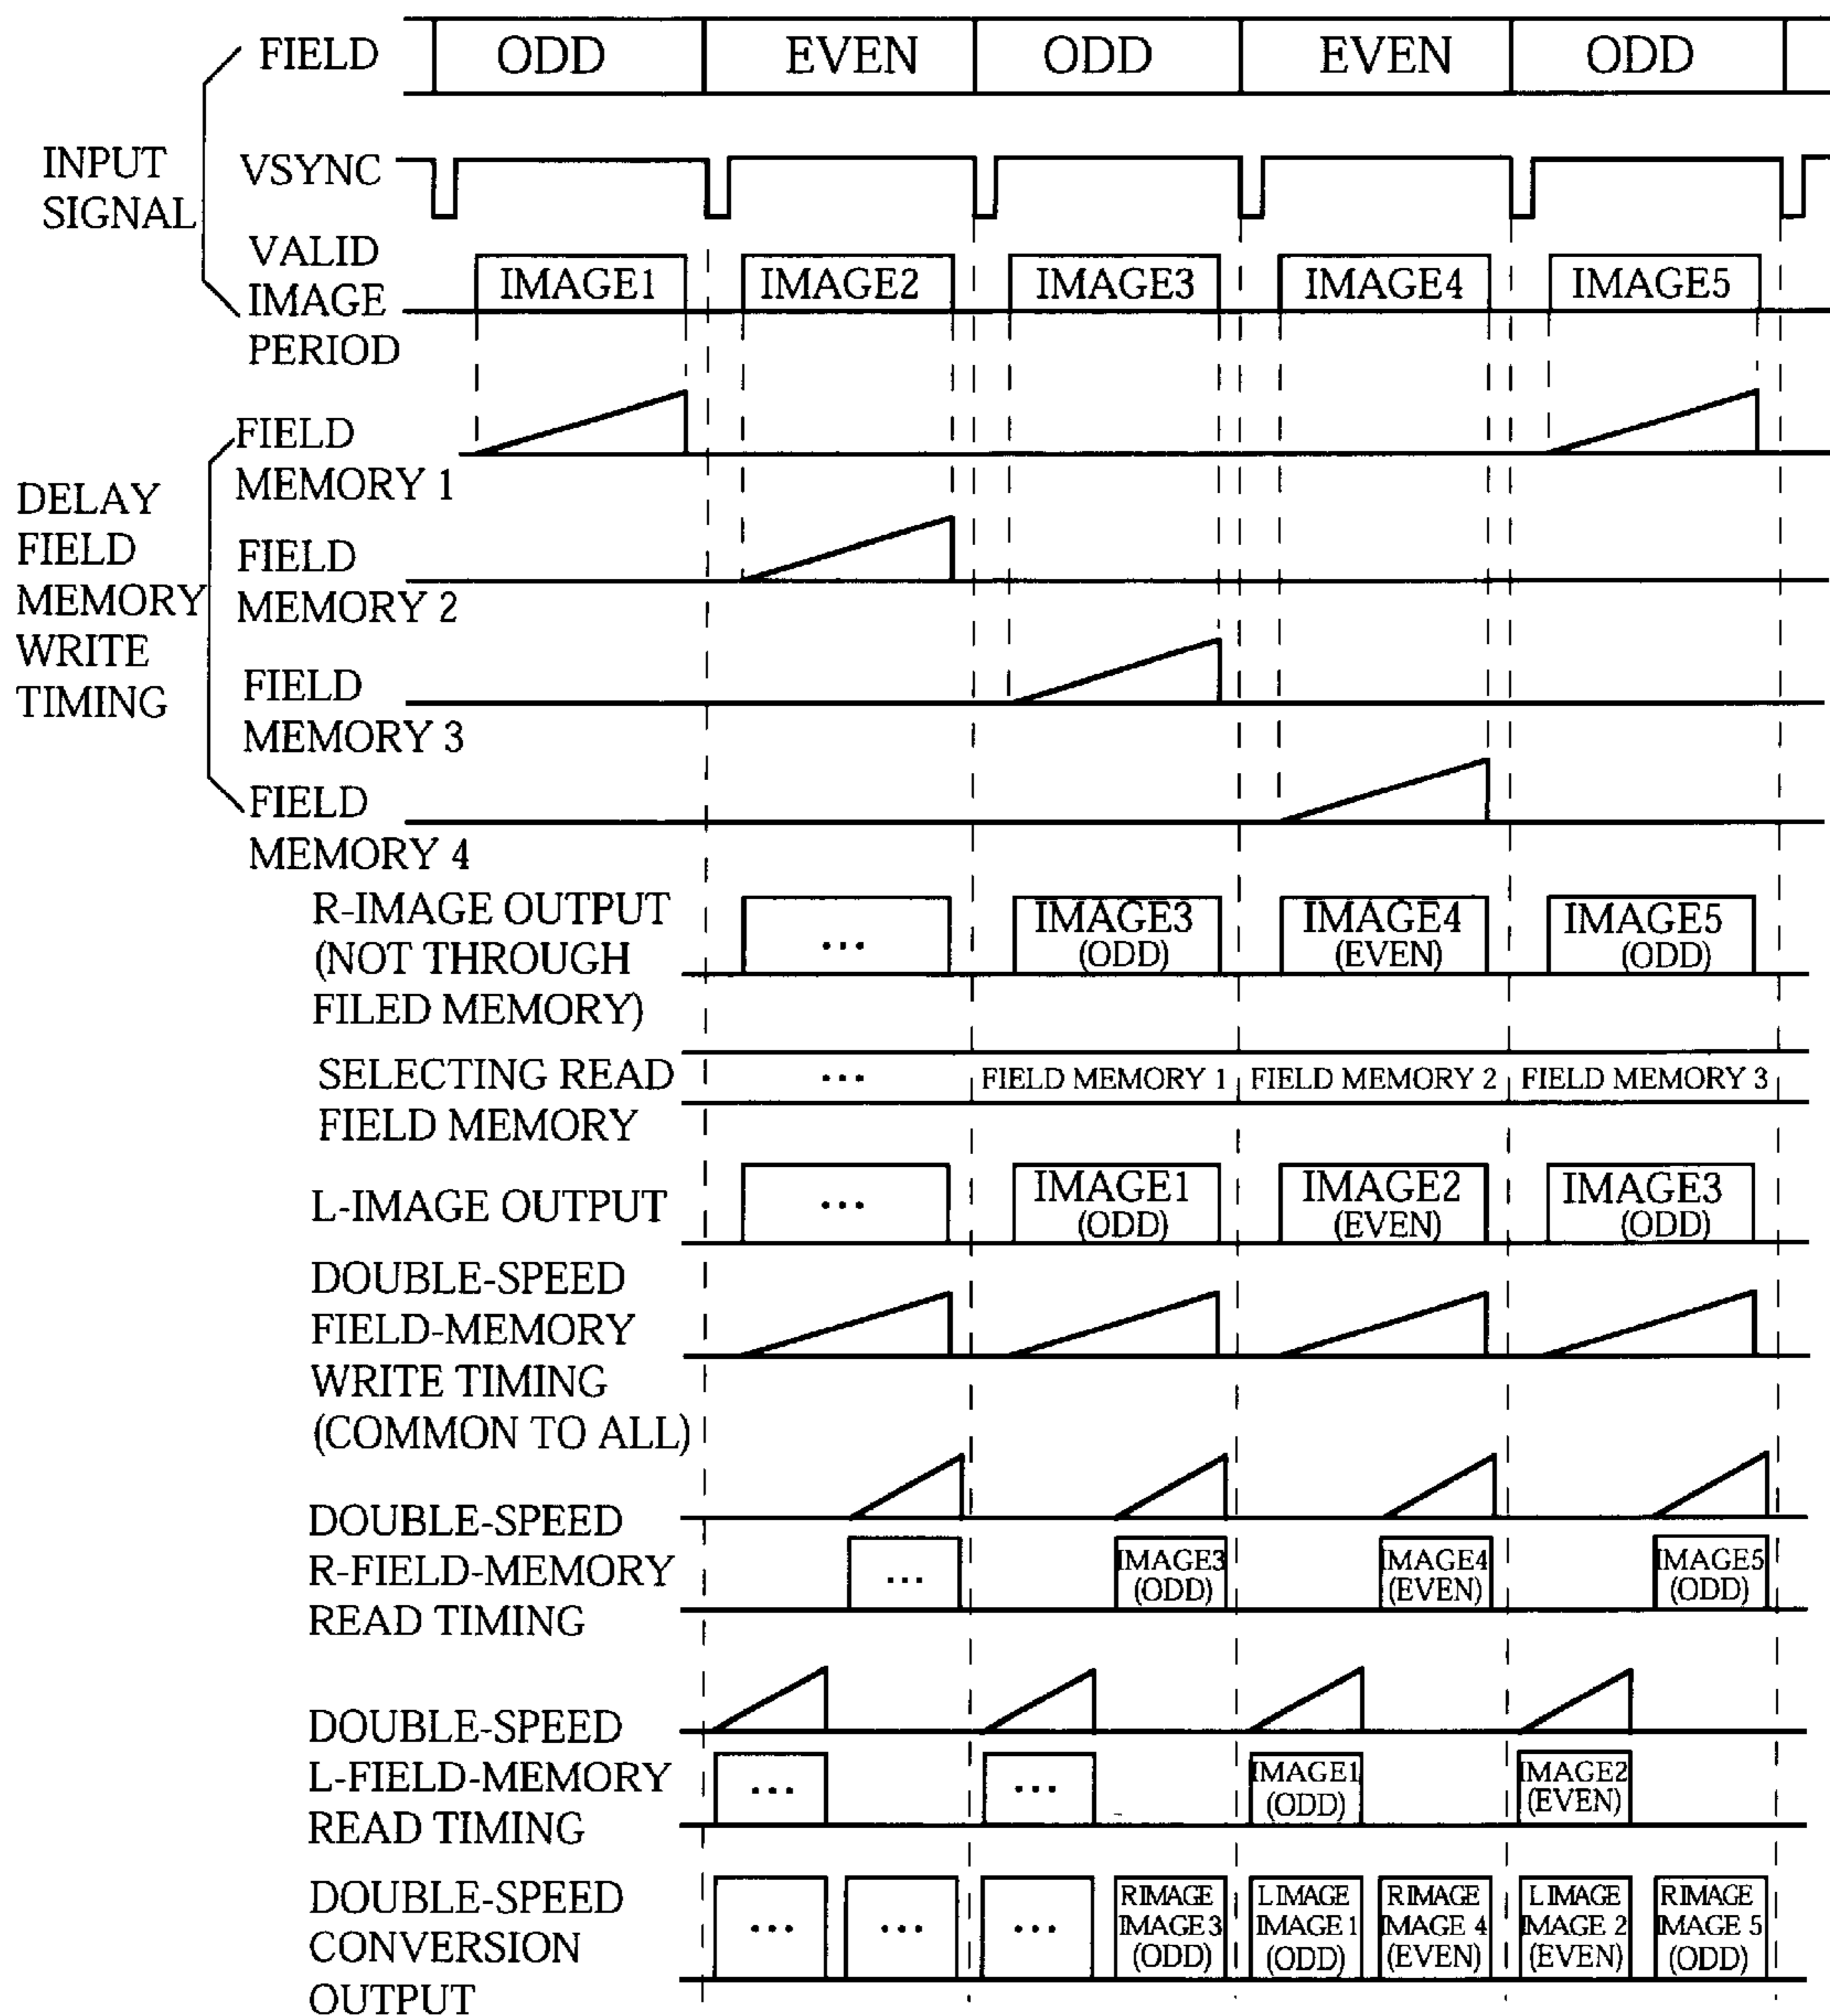 FIELD ODD EVEN ODD EVEN ODD
INPUT
SIGNAL
VSYNC
VALID
IMAGE
PERIOD
IMAGE1 IMAGE2 IMAGE3 IMAGE4 IMAGE5
DELAY
FIELD
MEMORY
WRITE
TIMING
FIELD
MEMORY 1
FIELD
MEMORY 2
FIELD
MEMORY 3
FIELD
MEMORY 4
R-IMAGE OUTPUT
(NOT THROUGH
FILED MEMORY)
... IMAGE3 IMAGE4 IMAGE5
(ODD) (EVEN) (ODD)
SELECTING READ
FIELD MEMORY
... FIELD MEMORY 1 FIELD MEMORY 2 FIELD MEMORY 3
L-IMAGE OUTPUT
... IMAGE1 IMAGE2 IMAGE3
(ODD) (EVEN) (ODD)
DOUBLE-SPEED
FIELD-MEMORY
WRITE TIMING
(COMMON TO ALL)
DOUBLE-SPEED
R-FIELD-MEMORY
READ TIMING
... IMAGE3 IMAGE4 IMAGE5
(ODD) (EVEN) (ODD)
DOUBLE-SPEED
L-FIELD-MEMORY
READ TIMING
... ... IMAGE1 IMAGE2
(ODD) (EVEN)
DOUBLE-SPEED
CONVERSION
OUTPUT
... ... ... R IMAGE L IMAGE R IMAGE L IMAGE R IMAGE
IMAGE 3 IMAGE 1 IMAGE 4 IMAGE 2 IMAGE 5
(ODD) (ODD) (EVEN) (EVEN) (ODD)